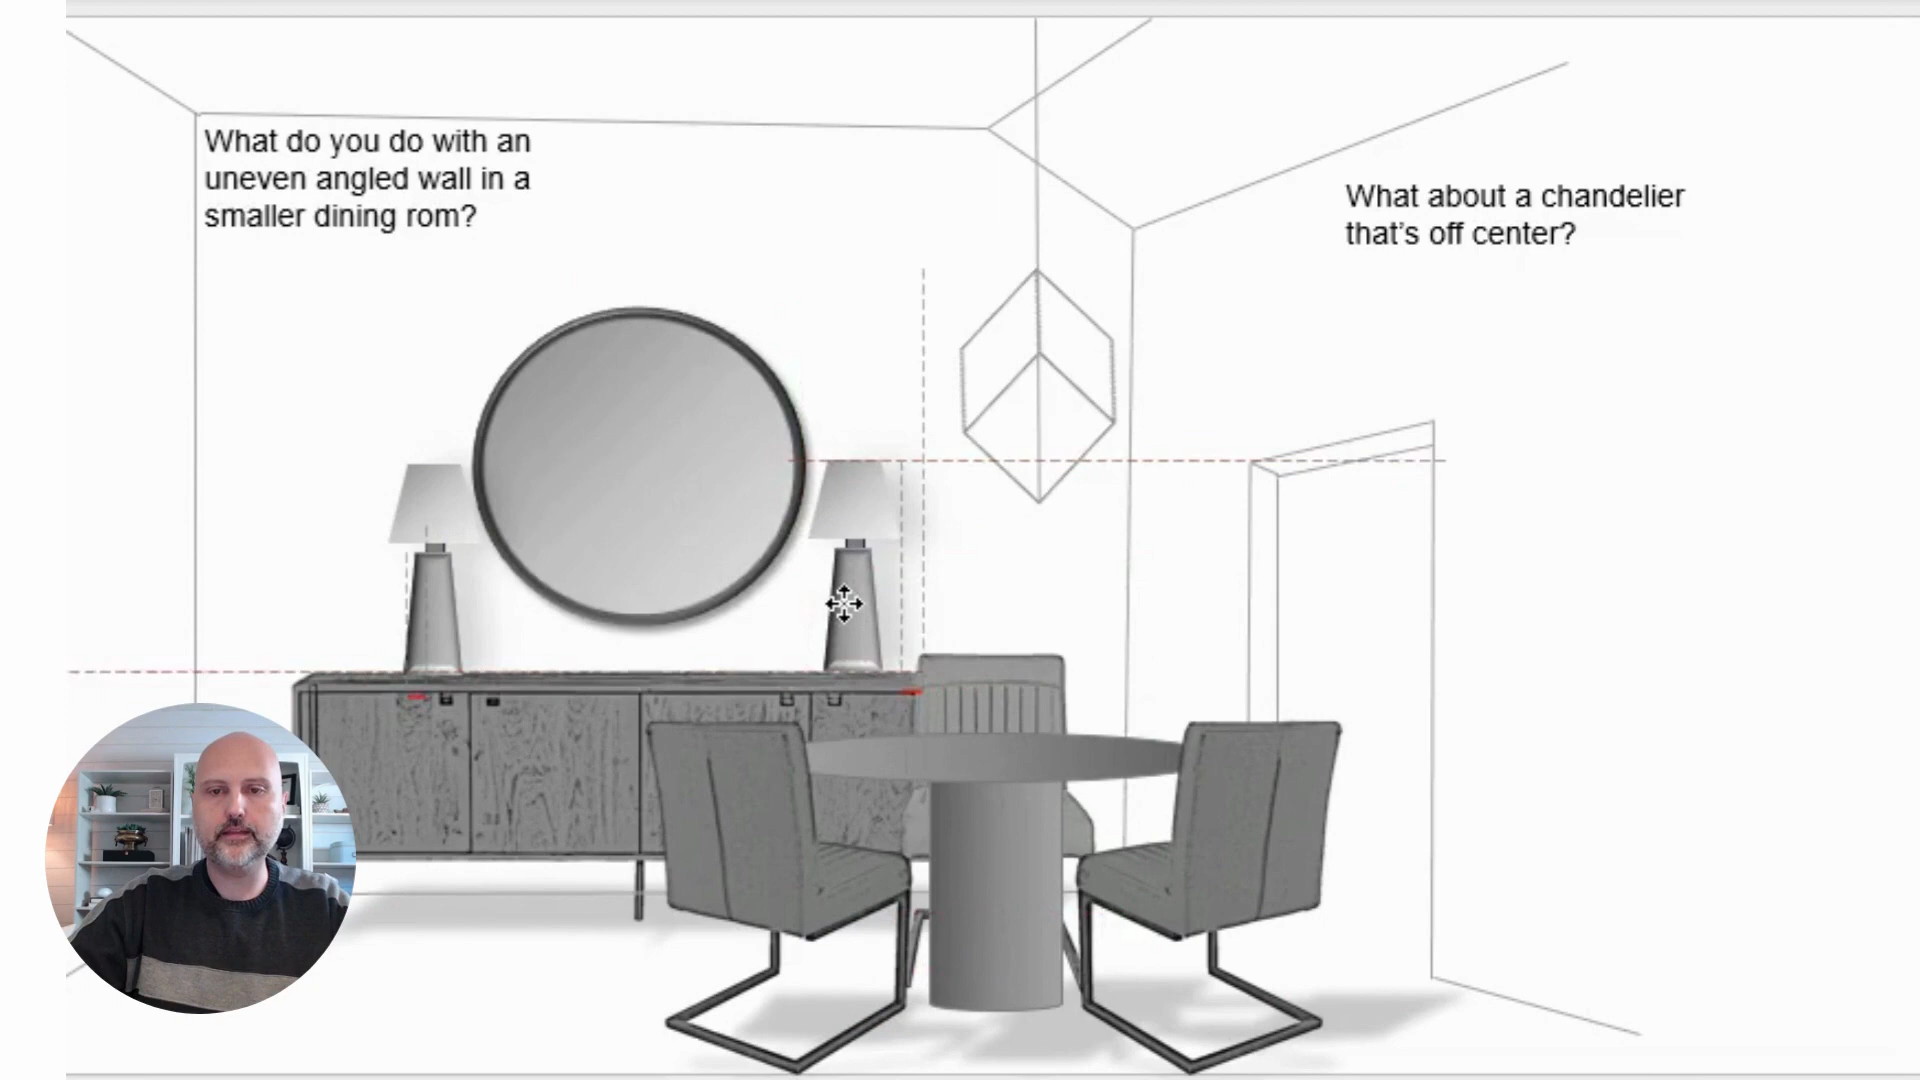 What do you do with an
uneven angled wall in a
smaller dining rom?
What about a chandelier
that's off center?